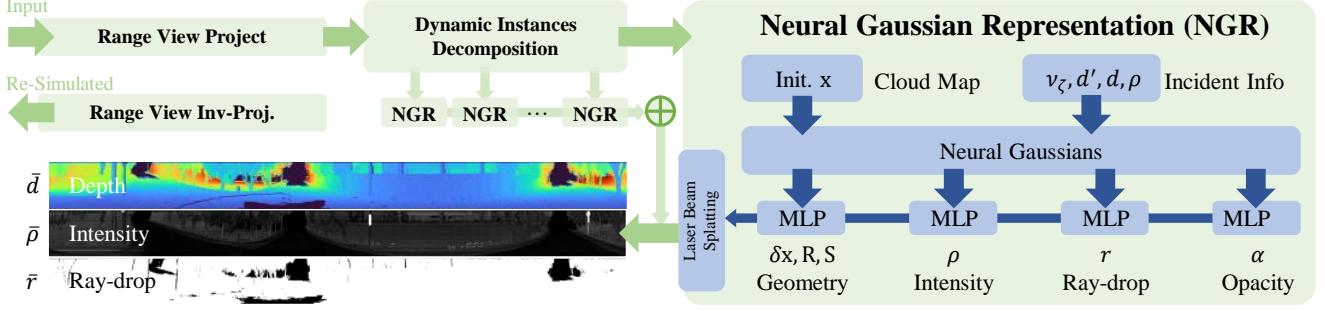 Input
Range View Project
Dynamic Instances
Decomposition
Re-Simulated
Range View Inv-Proj.
NGR
NGR
...
NGR
d̄
Depth
ρ̄
Intensity
r̄
Ray-drop
Neural Gaussian Representation (NGR)
Init. x
Cloud Map
ν_ζ, d′, d, ρ
Incident Info
Neural Gaussians
Laser Beam
Splatting
MLP
MLP
MLP
MLP
δx, R, S
ρ
r
α
Geometry
Intensity
Ray-drop
Opacity